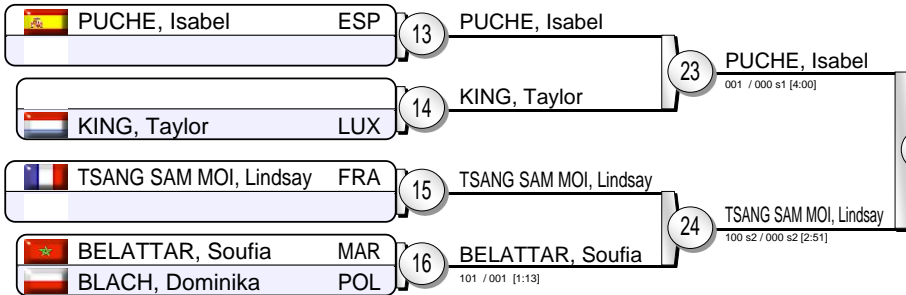 PUCHE, Isabel ESP
13
PUCHE, Isabel
KING, Taylor LUX
14
KING, Taylor
23
PUCHE, Isabel
001 / 000 s1 [4:00]
TSANG SAM MOI, Lindsay FRA
15
TSANG SAM MOI, Lindsay
BELATTAR, Soufia MAR
BLACH, Dominika POL
16
BELATTAR, Soufia
101 / 001 [1:13]
24
TSANG SAM MOI, Lindsay
100 s2 / 000 s2 [2:51]